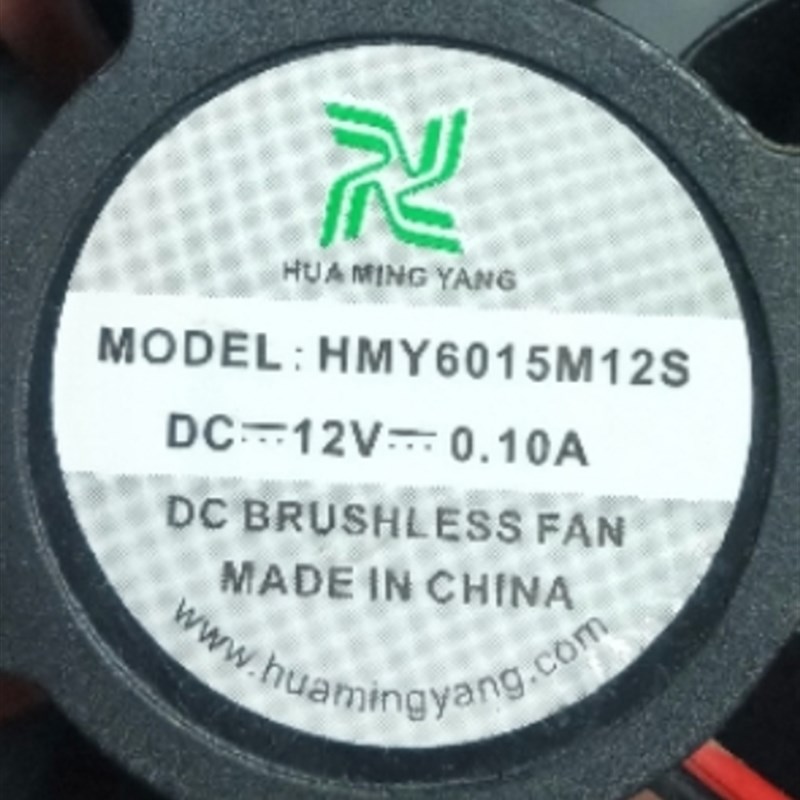 HUA MING YANG
MODEL: HMY6015M12S
DC⎓12V⎓0.10A
DC BRUSHLESS FAN
MADE IN CHINA
www.huamingyang.com